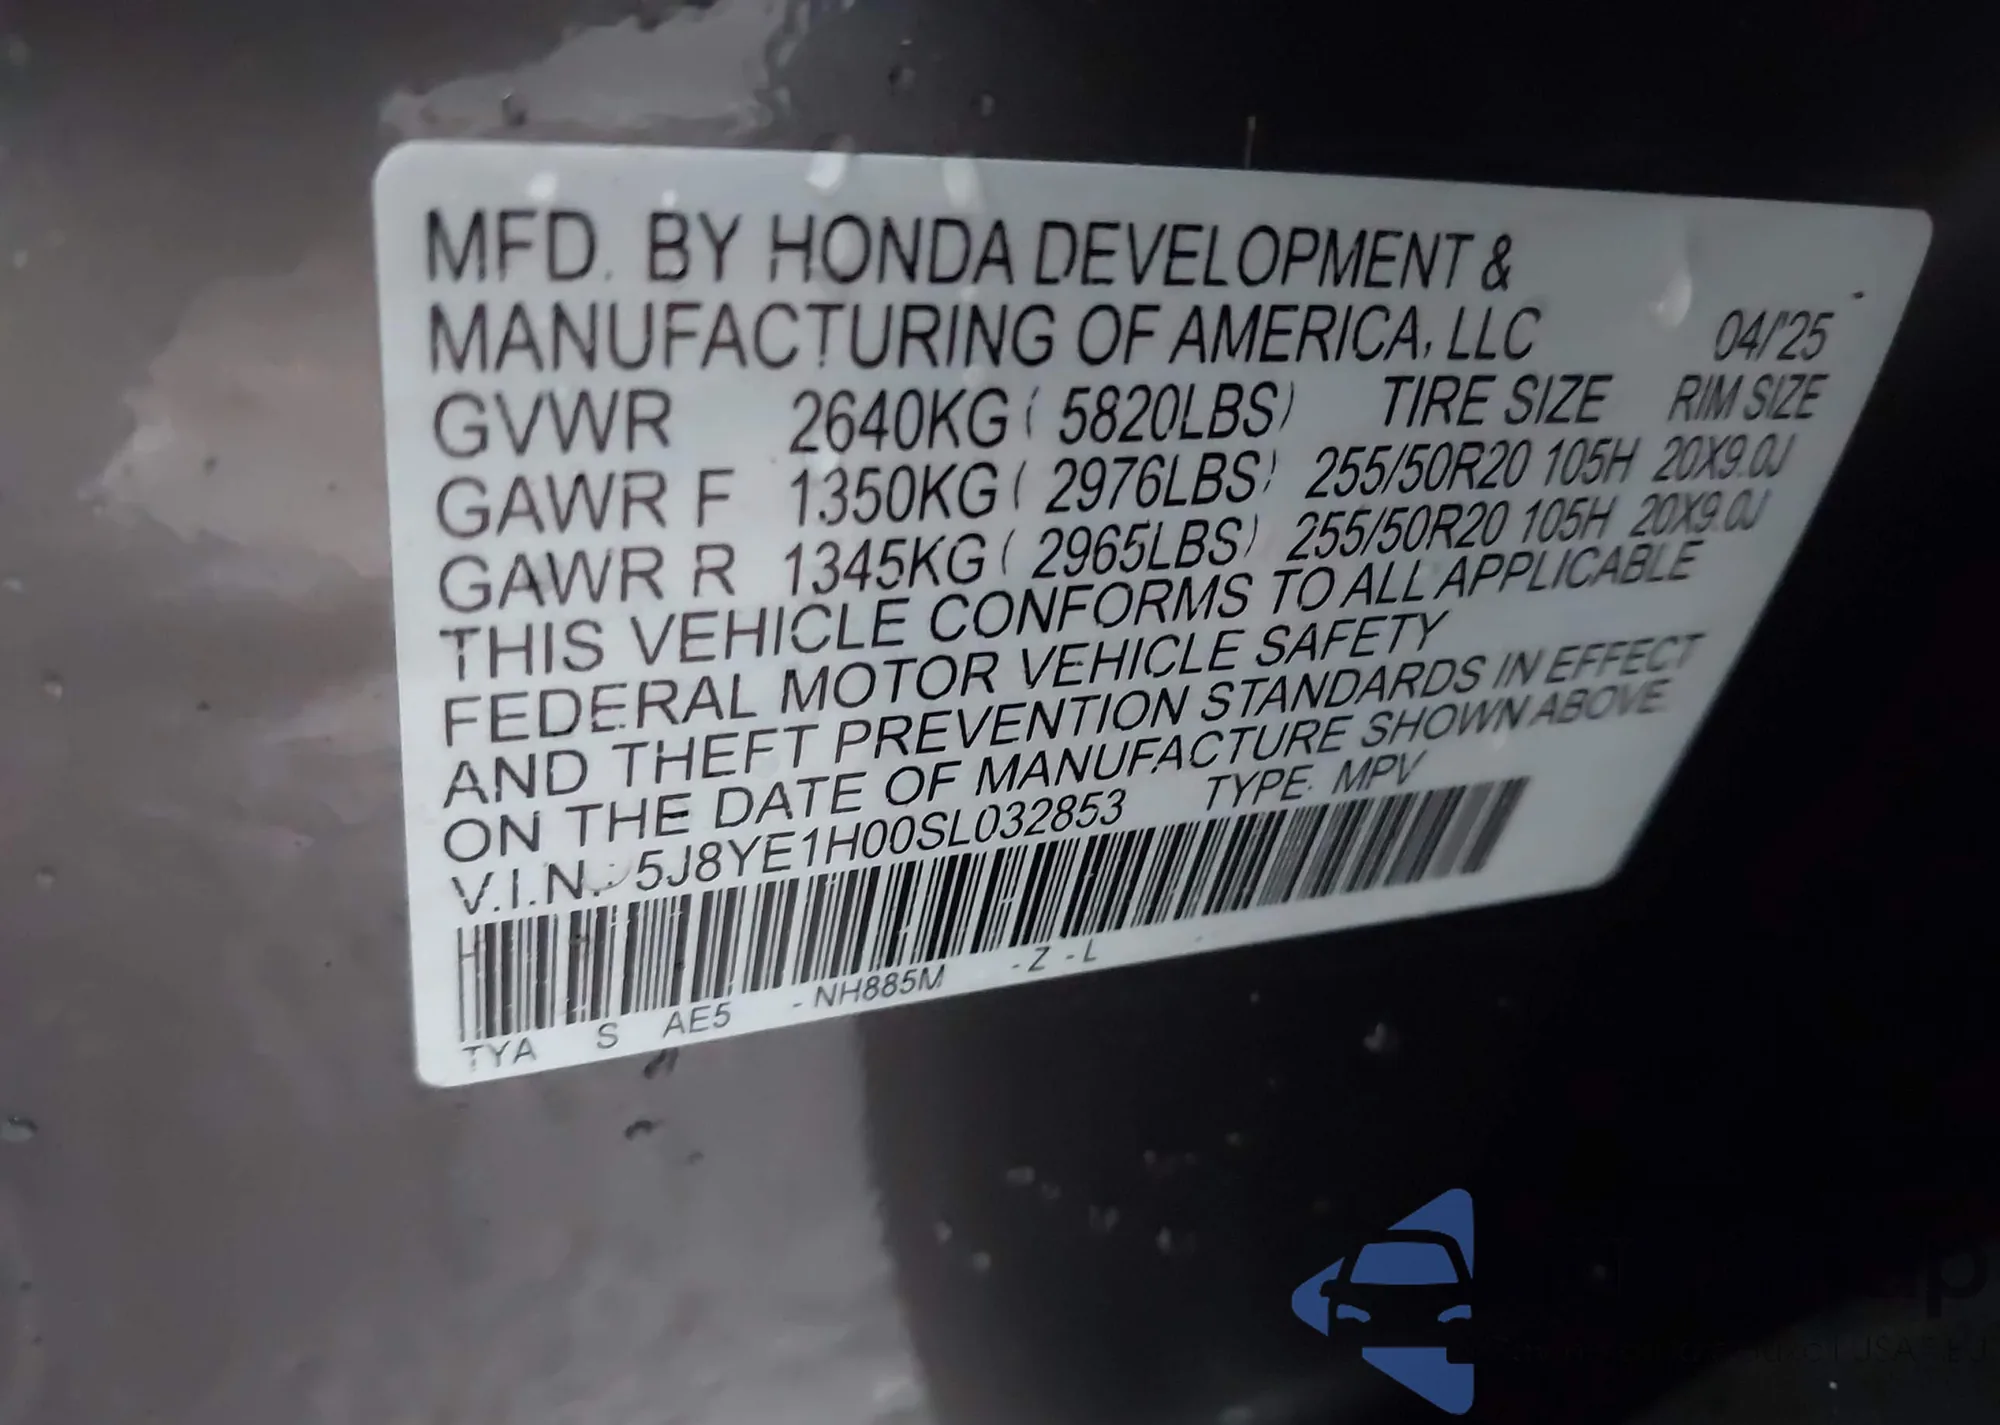 MFD. BY HONDA DEVELOPMENT &
MANUFACTURING OF AMERICA, LLC 04/'25
GVWR 2640KG ( 5820LBS) TIRE SIZE RIM SIZE
GAWR F 1350KG ( 2976LBS) 255/50R20 105H 20X9.0J
GAWR R 1345KG ( 2965LBS) 255/50R20 105H 20X9.0J
THIS VEHICLE CONFORMS TO ALL APPLICABLE
FEDERAL MOTOR VEHICLE SAFETY
AND THEFT PREVENTION STANDARDS IN EFFECT
ON THE DATE OF MANUFACTURE SHOWN ABOVE.
V.I.N.: 5J8YE1H00SL032853 TYPE: MPV
TYA S AE5 - NH885M - Z - L